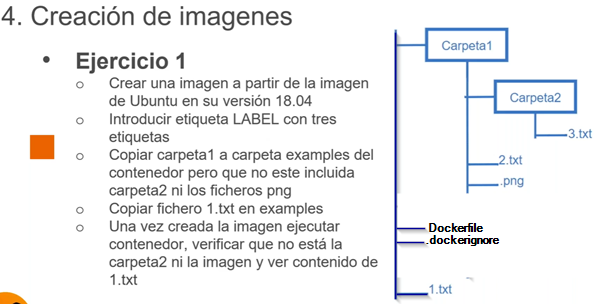 4. Creación de imagenes
Ejercicio 1
Crear una imagen a partir de la imagen
de Ubuntu en su versión 18.04
Introducir etiqueta LABEL con tres
etiquetas
Copiar carpeta1 a carpeta examples del
contenedor pero que no este incluida
carpeta2 ni los ficheros png
Copiar fichero 1.txt en examples
Una vez creada la imagen ejecutar
contenedor, verificar que no está la
carpeta2 ni la imagen y ver contenido de
1.txt
Carpeta1
Carpeta2
3.txt
2.txt
.png
Dockerfile
.dockerignore
1.txt